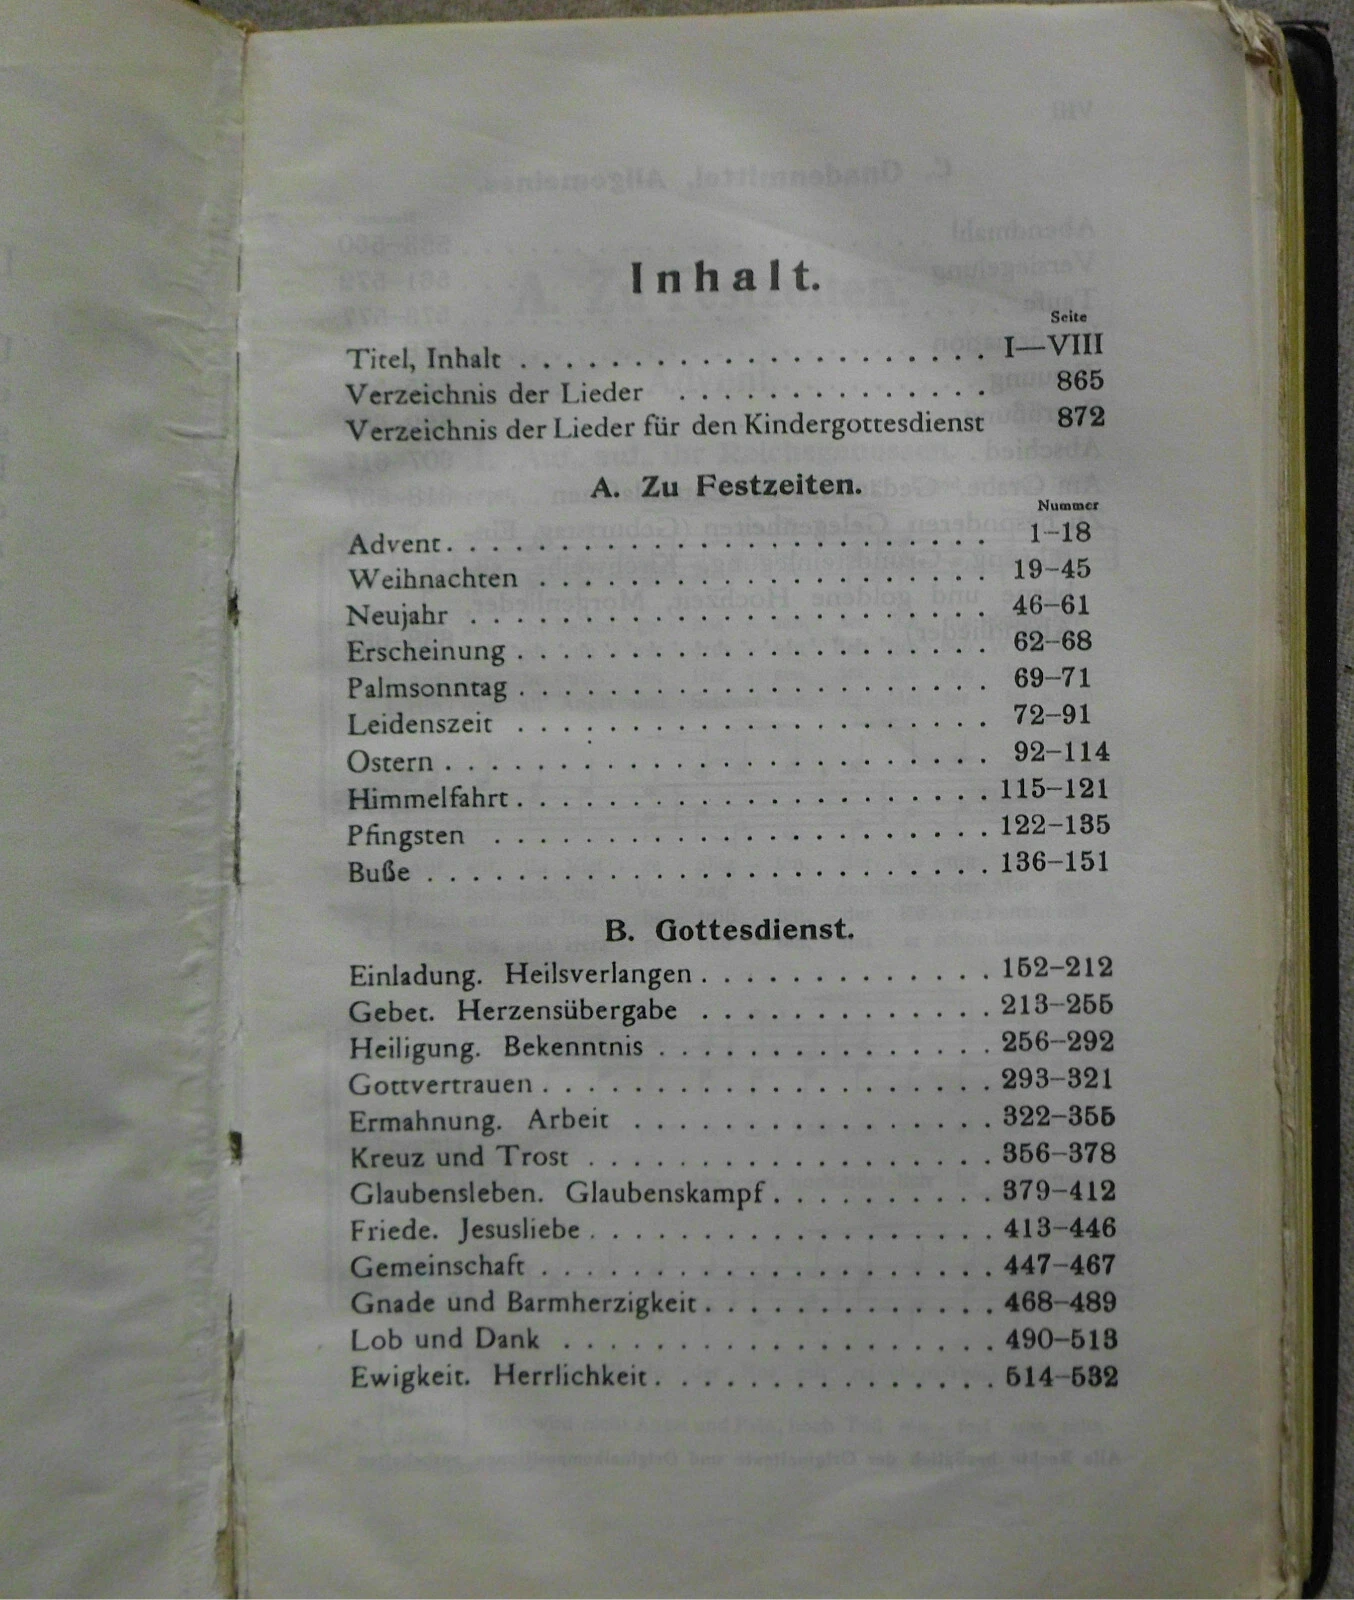 Inhalt.
Seite
Titel, Inhalt . . . . . . . . . . . . . . . . . . . . . I—VIII
Verzeichnis der Lieder . . . . . . . . . . . . . . 865
Verzeichnis der Lieder für den Kindergottesdienst 872
A. Zu Festzeiten.
Nummer
Advent. . . . . . . . . . . . . . . . . . . . . . . . 1–18
Weihnachten . . . . . . . . . . . . . . . . . . . . 19–45
Neujahr . . . . . . . . . . . . . . . . . . . . . . . 46–61
Erscheinung . . . . . . . . . . . . . . . . . . . . . 62–68
Palmsonntag . . . . . . . . . . . . . . . . . . . . . 69–71
Leidenszeit . . . . . . . . . . . . . . . . . . . . . 72–91
Ostern . . . . . . . . . . . . . . . . . . . . . . . . 92–114
Himmelfahrt . . . . . . . . . . . . . . . . . . . . . 115–121
Pfingsten . . . . . . . . . . . . . . . . . . . . . . 122–135
Buße . . . . . . . . . . . . . . . . . . . . . . . . . 136–151
B. Gottesdienst.
Einladung. Heilsverlangen . . . . . . . . . . . . . 152–212
Gebet. Herzensübergabe . . . . . . . . . . . . . 213–255
Heiligung. Bekenntnis . . . . . . . . . . . . . . . 256–292
Gottvertrauen . . . . . . . . . . . . . . . . . . . . 293–321
Ermahnung. Arbeit . . . . . . . . . . . . . . . . 322–355
Kreuz und Trost . . . . . . . . . . . . . . . . . . 356–378
Glaubensleben. Glaubenskampf . . . . . . . . . . 379–412
Friede. Jesusliebe . . . . . . . . . . . . . . . . . . 413–446
Gemeinschaft . . . . . . . . . . . . . . . . . . . . 447–467
Gnade und Barmherzigkeit . . . . . . . . . . . . . 468–489
Lob und Dank . . . . . . . . . . . . . . . . . . . 490–513
Ewigkeit. Herrlichkeit . . . . . . . . . . . . . . . 514–532